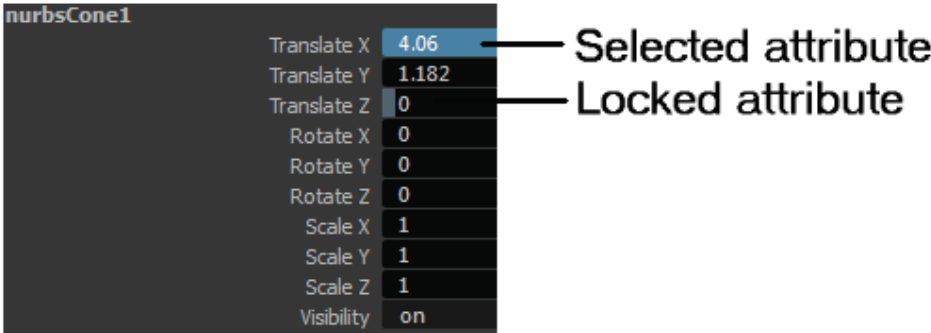 nurbsCone1
Translate X 4.06 Selected attribute
Translate Y 1.182
Translate Z 0 Locked attribute
Rotate X 0
Rotate Y 0
Rotate Z 0
Scale X 1
Scale Y 1
Scale Z 1
Visibility on